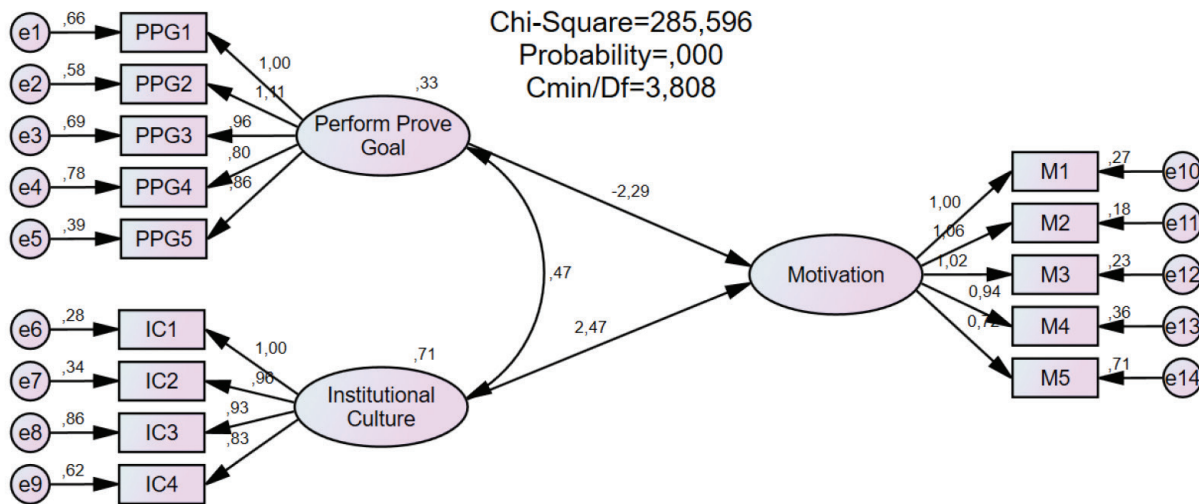 Chi-Square=285,596
Probability=,000
Cmin/Df=3,808
e1 ,66 PPG1 1,00
e2 ,58 PPG2 1,11
e3 ,69 PPG3 ,96
e4 ,78 PPG4 ,80
e5 ,39 PPG5 ,86
,33
Perform Prove
Goal
-2,29
,47
2,47
e6 ,28 IC1 1,00
e7 ,34 IC2 ,96
e8 ,86 IC3 ,93
e9 ,62 IC4 ,83
,71
Institutional
Culture
Motivation
1,00 M1 ,27 e10
1,06 M2 ,18 e11
1,02 M3 ,23 e12
0,94 M4 ,36 e13
0,72 M5 ,71 e14